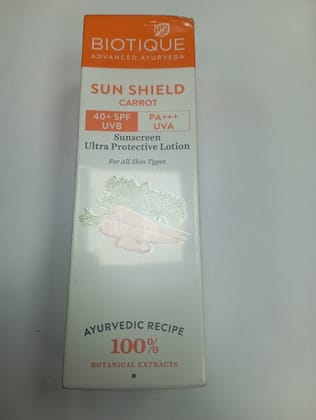 BIOTIQUE
ADVANCED AYURVEDA
SUN SHIELD
CARROT
40+ SPF PA+++
UVB UVA
Sunscreen
Ultra Protective Lotion
For All Skin Types
AYURVEDIC RECIPE
100%
BOTANICAL EXTRACTS